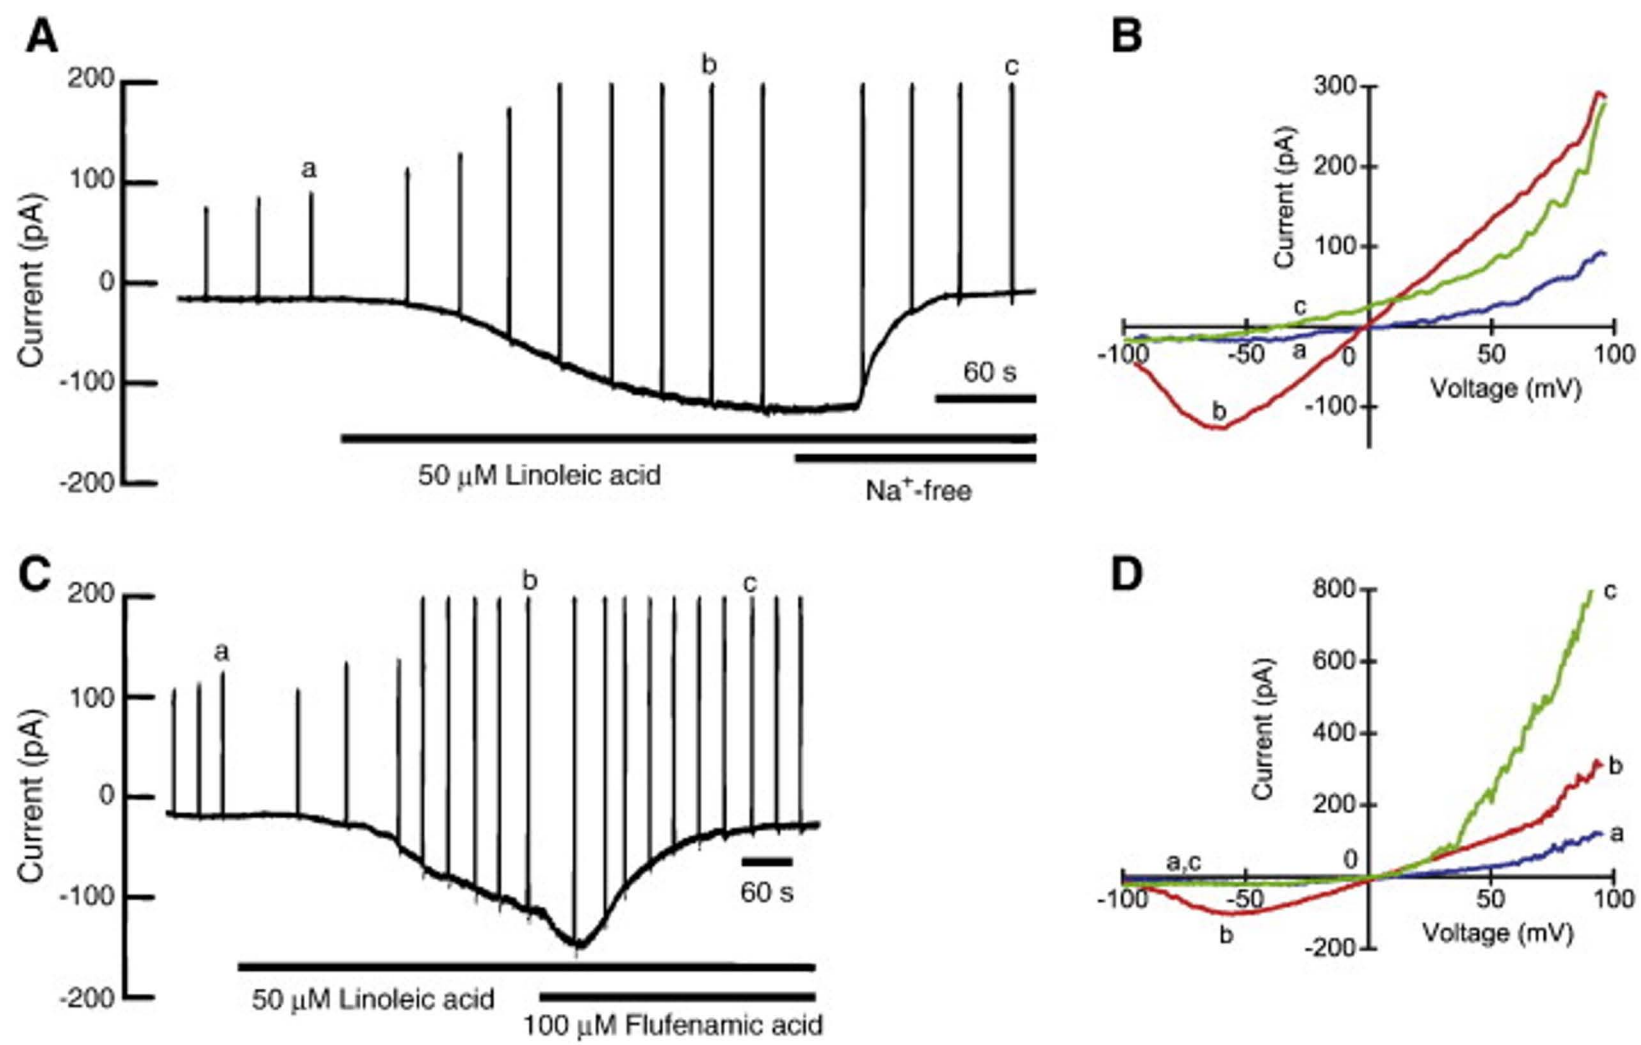 A
200
100
0
-100
-200
Current (pA)
a
b
c
60 s
50 μM Linoleic acid
Na+-free
B
300
200
100
0
-100
Current (pA)
-100
-50
50
100
Voltage (mV)
c
a
b
C
200
100
0
-100
-200
Current (pA)
a
b
c
60 s
50 μM Linoleic acid
100 μM Flufenamic acid
D
800
600
400
200
0
-200
Current (pA)
-100
-50
50
100
Voltage (mV)
c
b
a
a,c
b